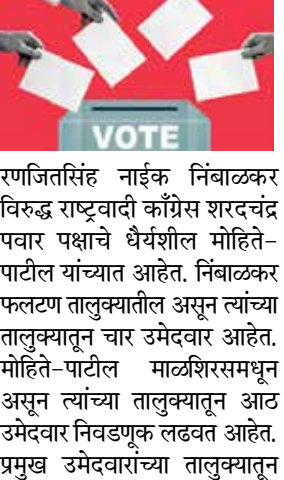 VOTE
रणजितसिंह नाईक निंबाळकर
विरुद्ध राष्ट्रवादी काँग्रेस शरदचंद्र
पवार पक्षाचे धैर्यशील मोहिते-
पाटील यांच्यात आहेत. निंबाळकर
फलटण तालुक्यातील असून त्यांच्या
तालुक्यातून चार उमेदवार आहेत.
मोहिते-पाटील माळशिरसमधून
असून त्यांच्या तालुक्यातून आठ
उमेदवार निवडणूक लढवत आहेत.
प्रमुख उमेदवारांच्या तालुक्यातून